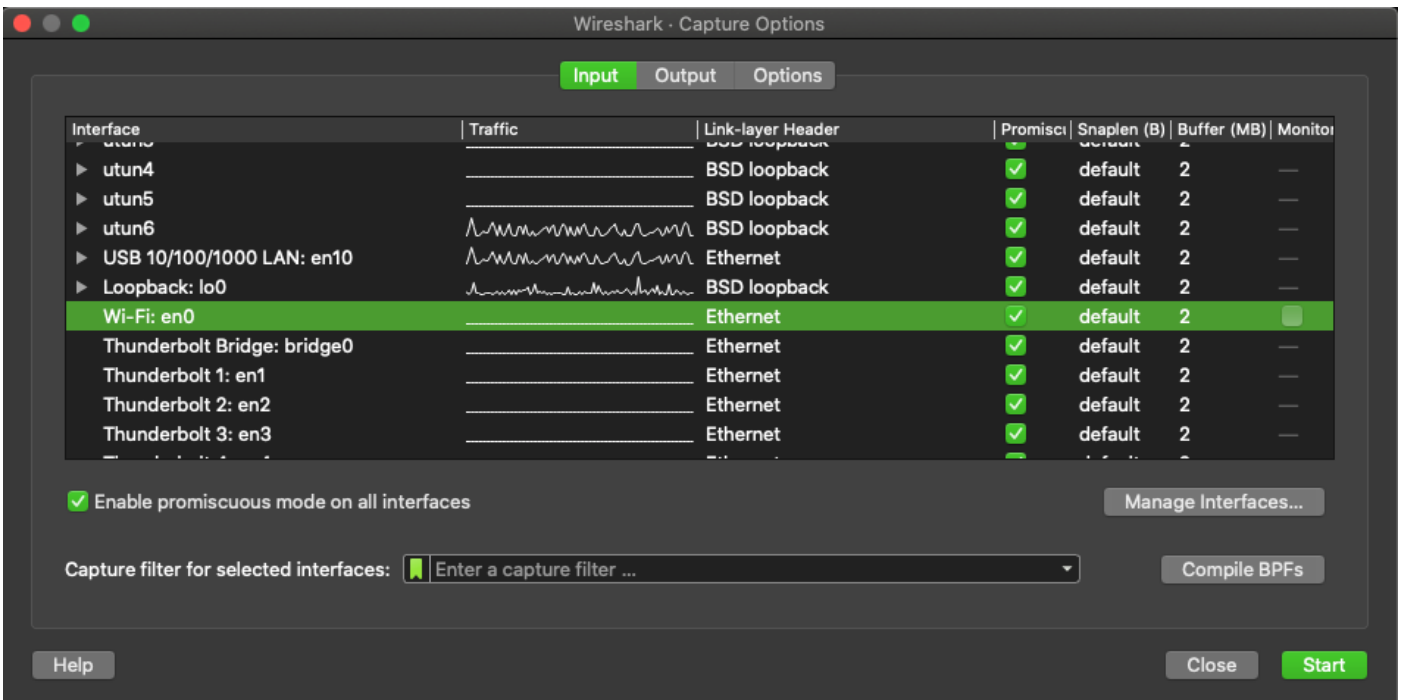 Wireshark · Capture Options
Input Output Options
Interface Traffic Link-layer Header Promisc Snaplen (B) Buffer (MB) Monitor
utun4 BSD loopback default 2 —
utun5 BSD loopback default 2 —
utun6 BSD loopback default 2 —
USB 10/100/1000 LAN: en10 Ethernet default 2 —
Loopback: lo0 BSD loopback default 2 —
Wi-Fi: en0 Ethernet default 2
Thunderbolt Bridge: bridge0 Ethernet default 2 —
Thunderbolt 1: en1 Ethernet default 2 —
Thunderbolt 2: en2 Ethernet default 2 —
Thunderbolt 3: en3 Ethernet default 2 —
Enable promiscuous mode on all interfaces Manage Interfaces...
Capture filter for selected interfaces: Enter a capture filter ... Compile BPFs
Help Close Start